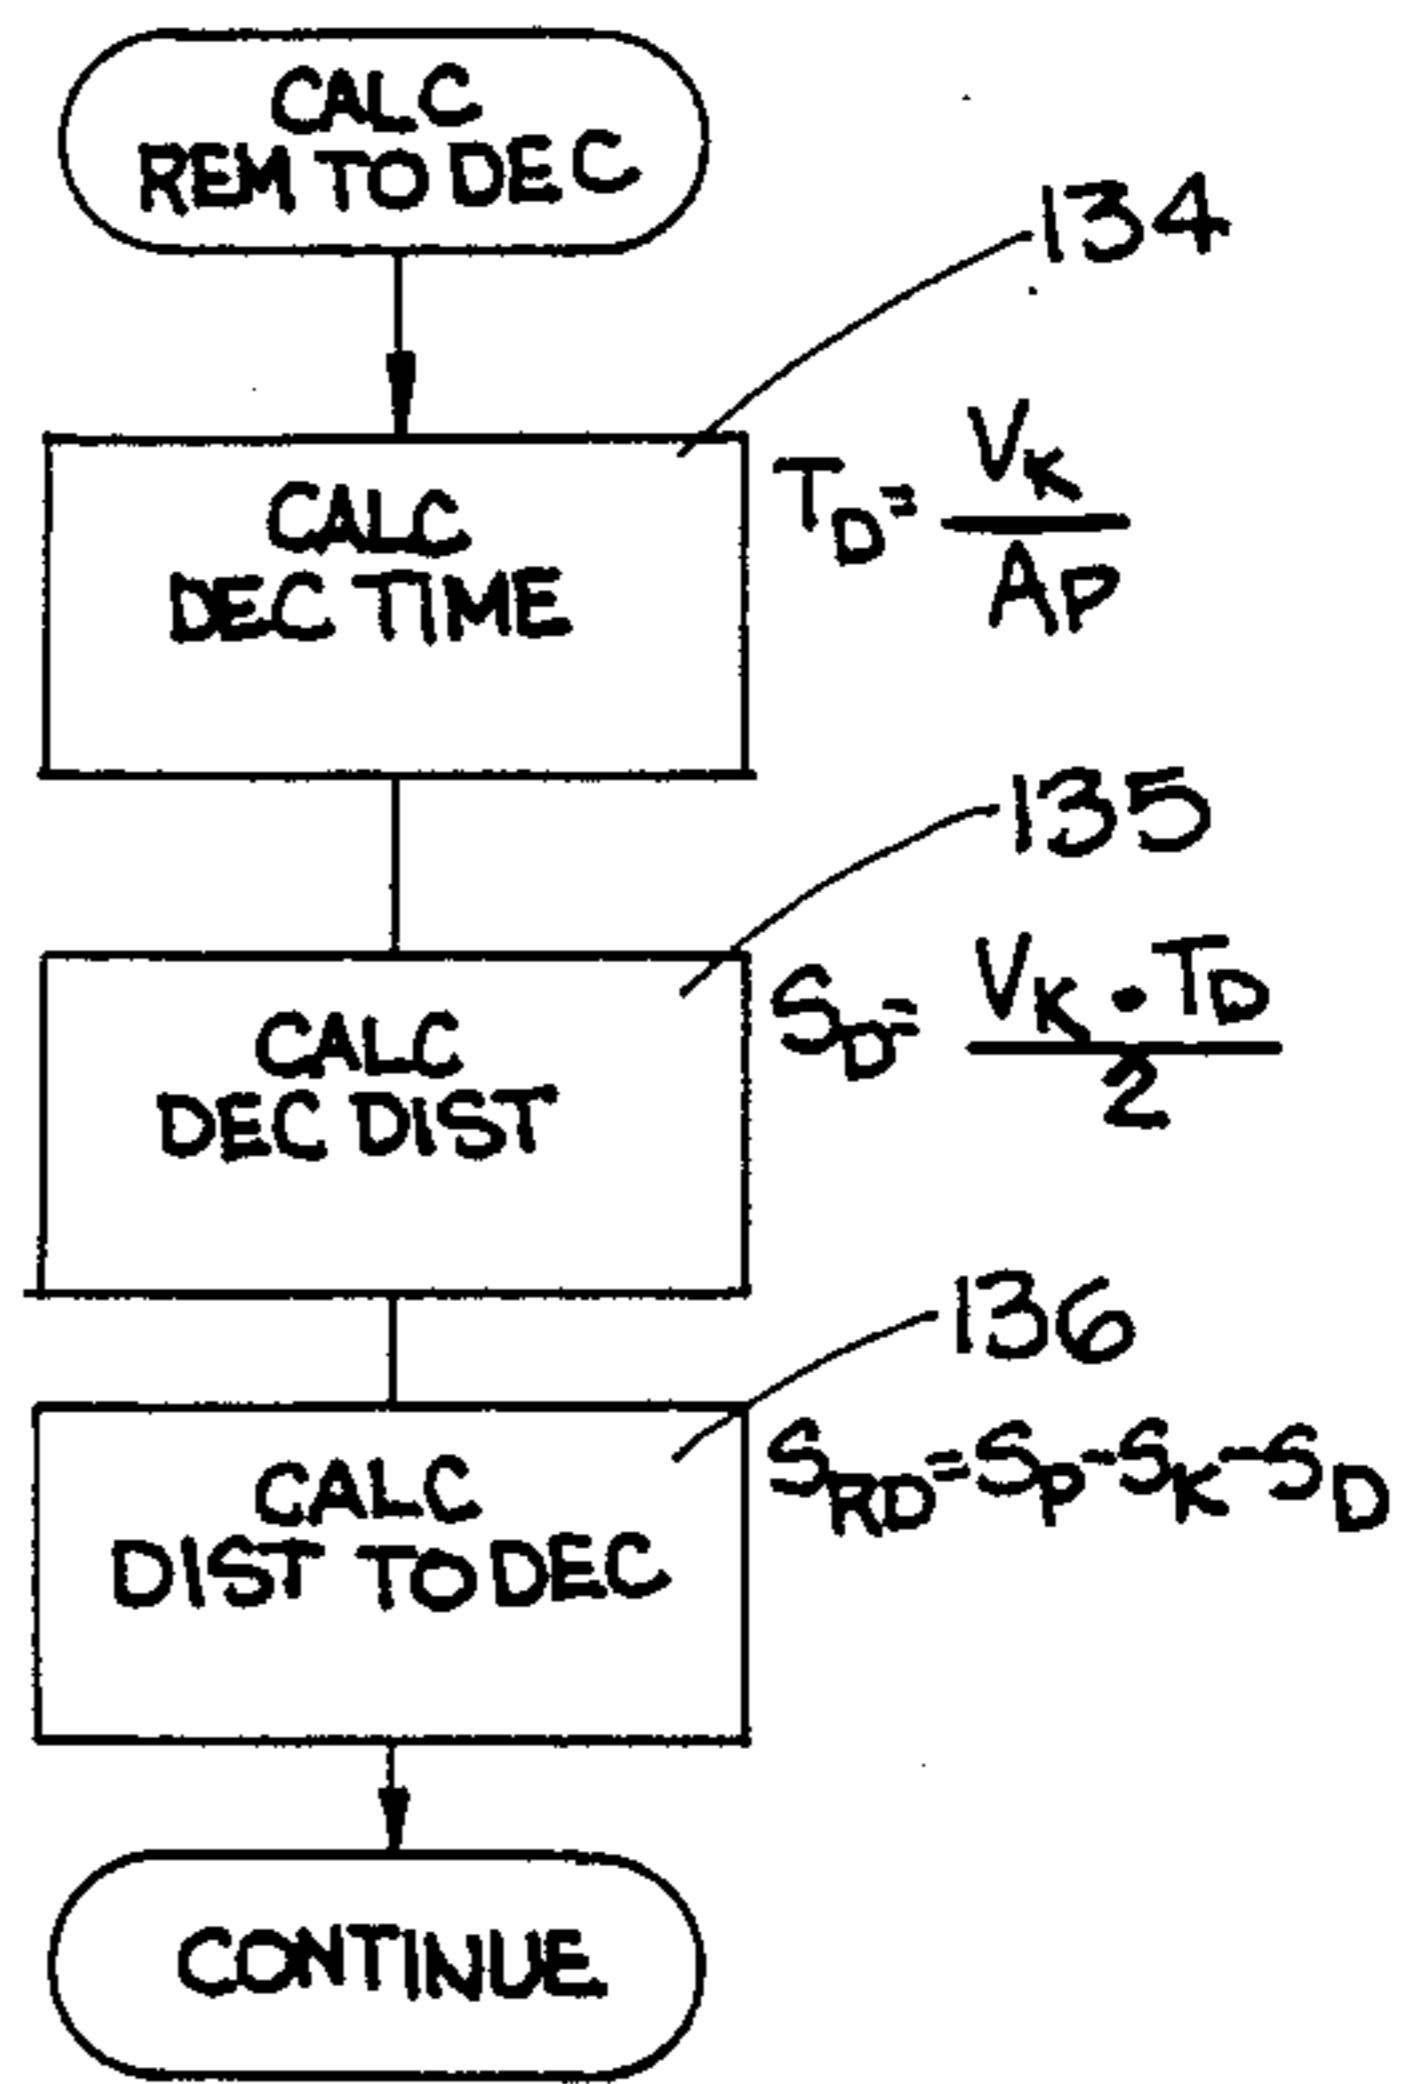 CALC
REM TO DEC
134
CALC
DEC TIME
T_D = V_K / A_P
135
CALC
DEC DIST
S_D = V_K · T_D / 2
136
CALC
DIST TO DEC
S_RD = S_P - S_K - S_D
CONTINUE